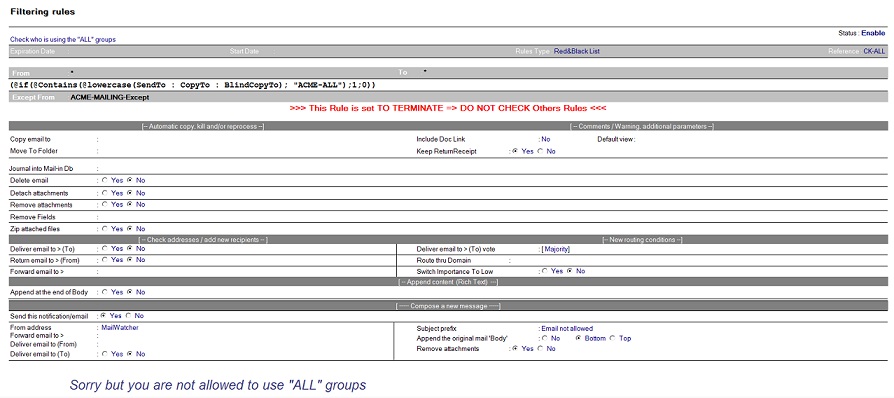 Filtering rules
Status : Enable
Check who is using the "ALL" groups
Expiration Date Start Date Rules Type Red&Black List Reference CK-ALL
From * To *
(@if(@Contains(@lowercase(SendTo : CopyTo : BlindCopyTo); "ACME-ALL");1;0))
Except From ACME-MAILING-Except
>>> This Rule is set TO TERMINATE => DO NOT CHECK Others Rules <<<
[-- Automatic copy, kill and/or reprocess --] [-- Comments / Warning, additional parameters --]
Copy email to : Include Doc Link : No Default view :
Move To Folder : Keep ReturnReceipt : Yes No
Journal into Mail-in Db :
Delete email : Yes No
Detach attachments : Yes No
Remove attachments : Yes No
Remove Fields :
Zip attached files : Yes No
[-- Check addresses / add new recipients --] [-- New routing conditions --]
Deliver email to > (To) : Yes No Deliver email to > (To) vote : [ Majority]
Return email to > (From) : Yes No Route thru Domain :
Forward email to > : Switch Importance To Low : Yes No
[-- Append content (Rich Text) ---]
Append at the end of Body : Yes No
[---- Compose a new message ----]
Send this notification/email : Yes No
From address : MailWatcher Subject prefix : Email not allowed
Forward email to > : Append the original mail 'Body' : No Bottom Top
Deliver email to (From) : Remove attachments : Yes No
Deliver email to (To) : Yes No
Sorry but you are not allowed to use "ALL" groups